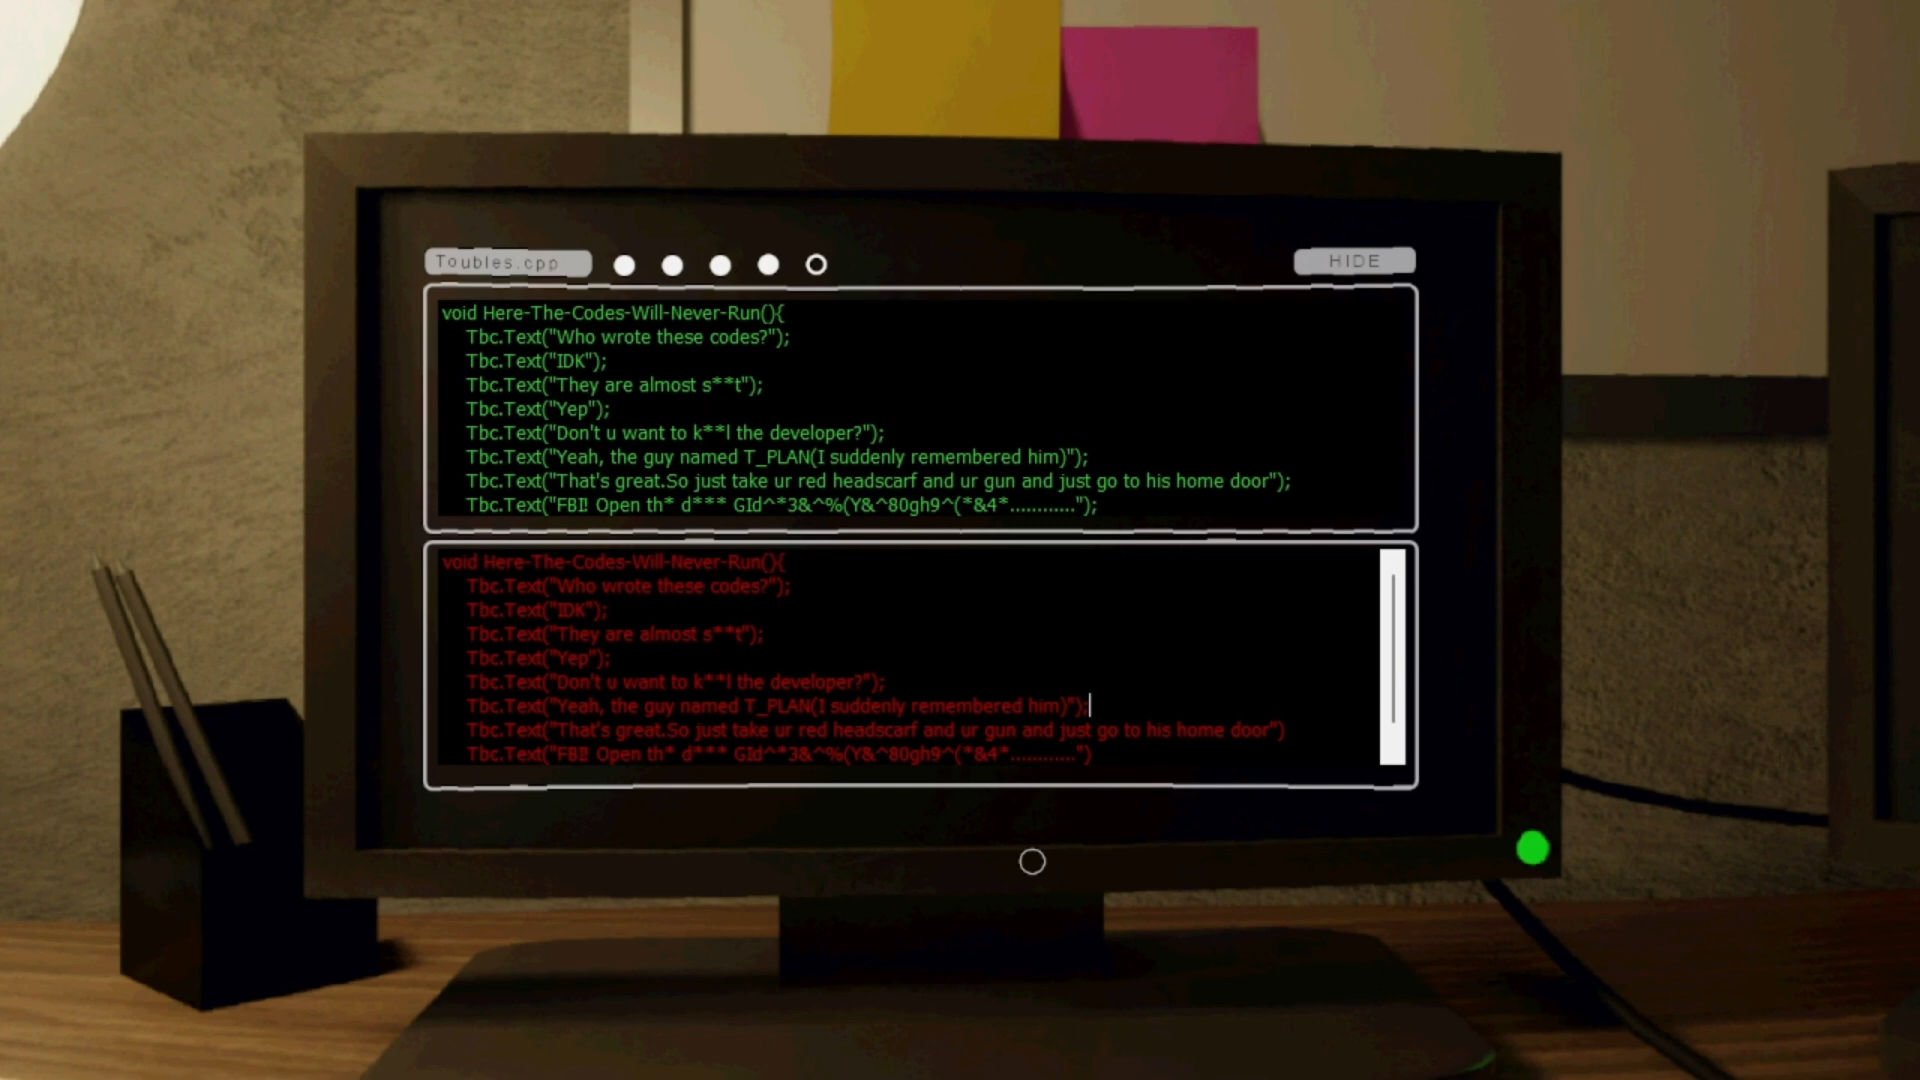 Toubles.cpp
HIDE
void Here-The-Codes-Will-Never-Run(){
Tbc.Text("Who wrote these codes?");
Tbc.Text("IDK");
Tbc.Text("They are almost s**t");
Tbc.Text("Yep");
Tbc.Text("Don't u want to k**l the developer?");
Tbc.Text("Yeah, the guy named T_PLAN(I suddenly remembered him)");
Tbc.Text("That's great.So just take ur red headscarf and ur gun and just go to his home door");
Tbc.Text("FBI! Open th* d*** GId^*3&^%(Y&^80gh9^(*&4*............");
void Here-The-Codes-Will-Never-Run(){
Tbc.Text("Who wrote these codes?");
Tbc.Text("IDK");
Tbc.Text("They are almost s**t");
Tbc.Text("Yep");
Tbc.Text("Don't u want to k**l the developer?");
Tbc.Text("Yeah, the guy named T_PLAN(I suddenly remembered him)");
Tbc.Text("That's great.So just take ur red headscarf and ur gun and just go to his home door")
Tbc.Text("FBI! Open th* d*** GId^*3&^%(Y&^80gh9^(*&4*............")